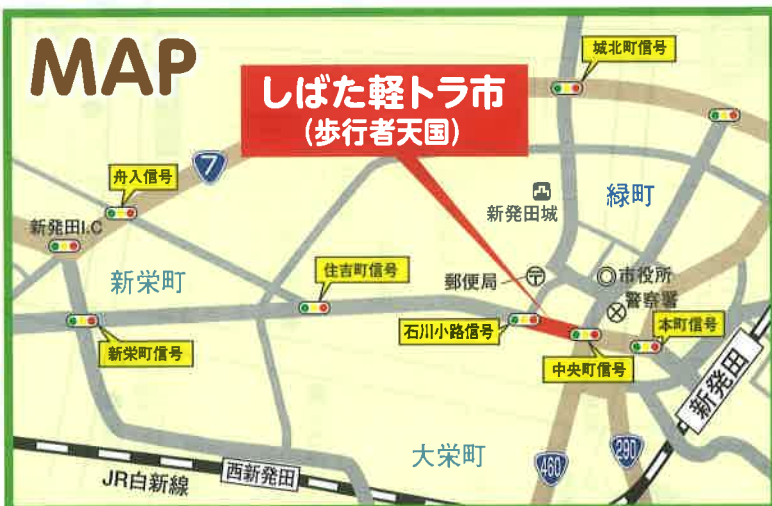 MAP
しばた軽トラ市
(歩行者天国)
城北町信号
7
舟入信号
新発田I.C
新発田城
緑町
新栄町
住吉町信号
郵便局
市役所
警察署
石川小路信号
本町信号
新栄町信号
中央町信号
新発田
大栄町
460
290
JR白新線
西新発田